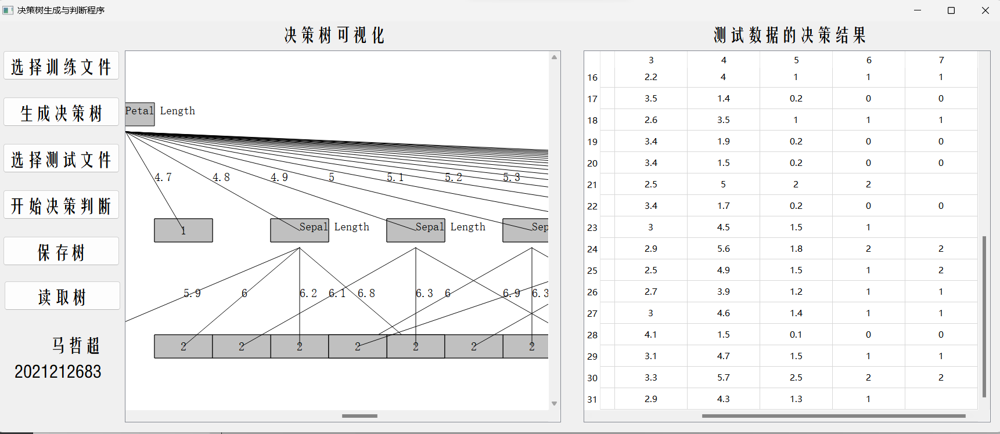 决策树生成与判断程序
决策树可视化
测试数据的决策结果
选择训练文件
生成决策树
选择测试文件
开始决策判断
保存树
读取树
马哲超
2021212683
Petal Length
4.7 4.8 4.9 5 5.1 5.2 5.3
1 Sepal Length Sepal Length Sep
5.9 6 6.2 6.1 6.8 6.3 6 6.9 6.3
2 2 2 2 2 2 2
3 4 5 6 7
16 2.2 4 1 1 1
17 3.5 1.4 0.2 0 0
18 2.6 3.5 1 1 1
19 3.4 1.9 0.2 0 0
20 3.4 1.5 0.2 0 0
21 2.5 5 2 2
22 3.4 1.7 0.2 0 0
23 3 4.5 1.5 1
24 2.9 5.6 1.8 2 2
25 2.5 4.9 1.5 1 2
26 2.7 3.9 1.2 1 1
27 3 4.6 1.4 1 1
28 4.1 1.5 0.1 0 0
29 3.1 4.7 1.5 1 1
30 3.3 5.7 2.5 2 2
31 2.9 4.3 1.3 1